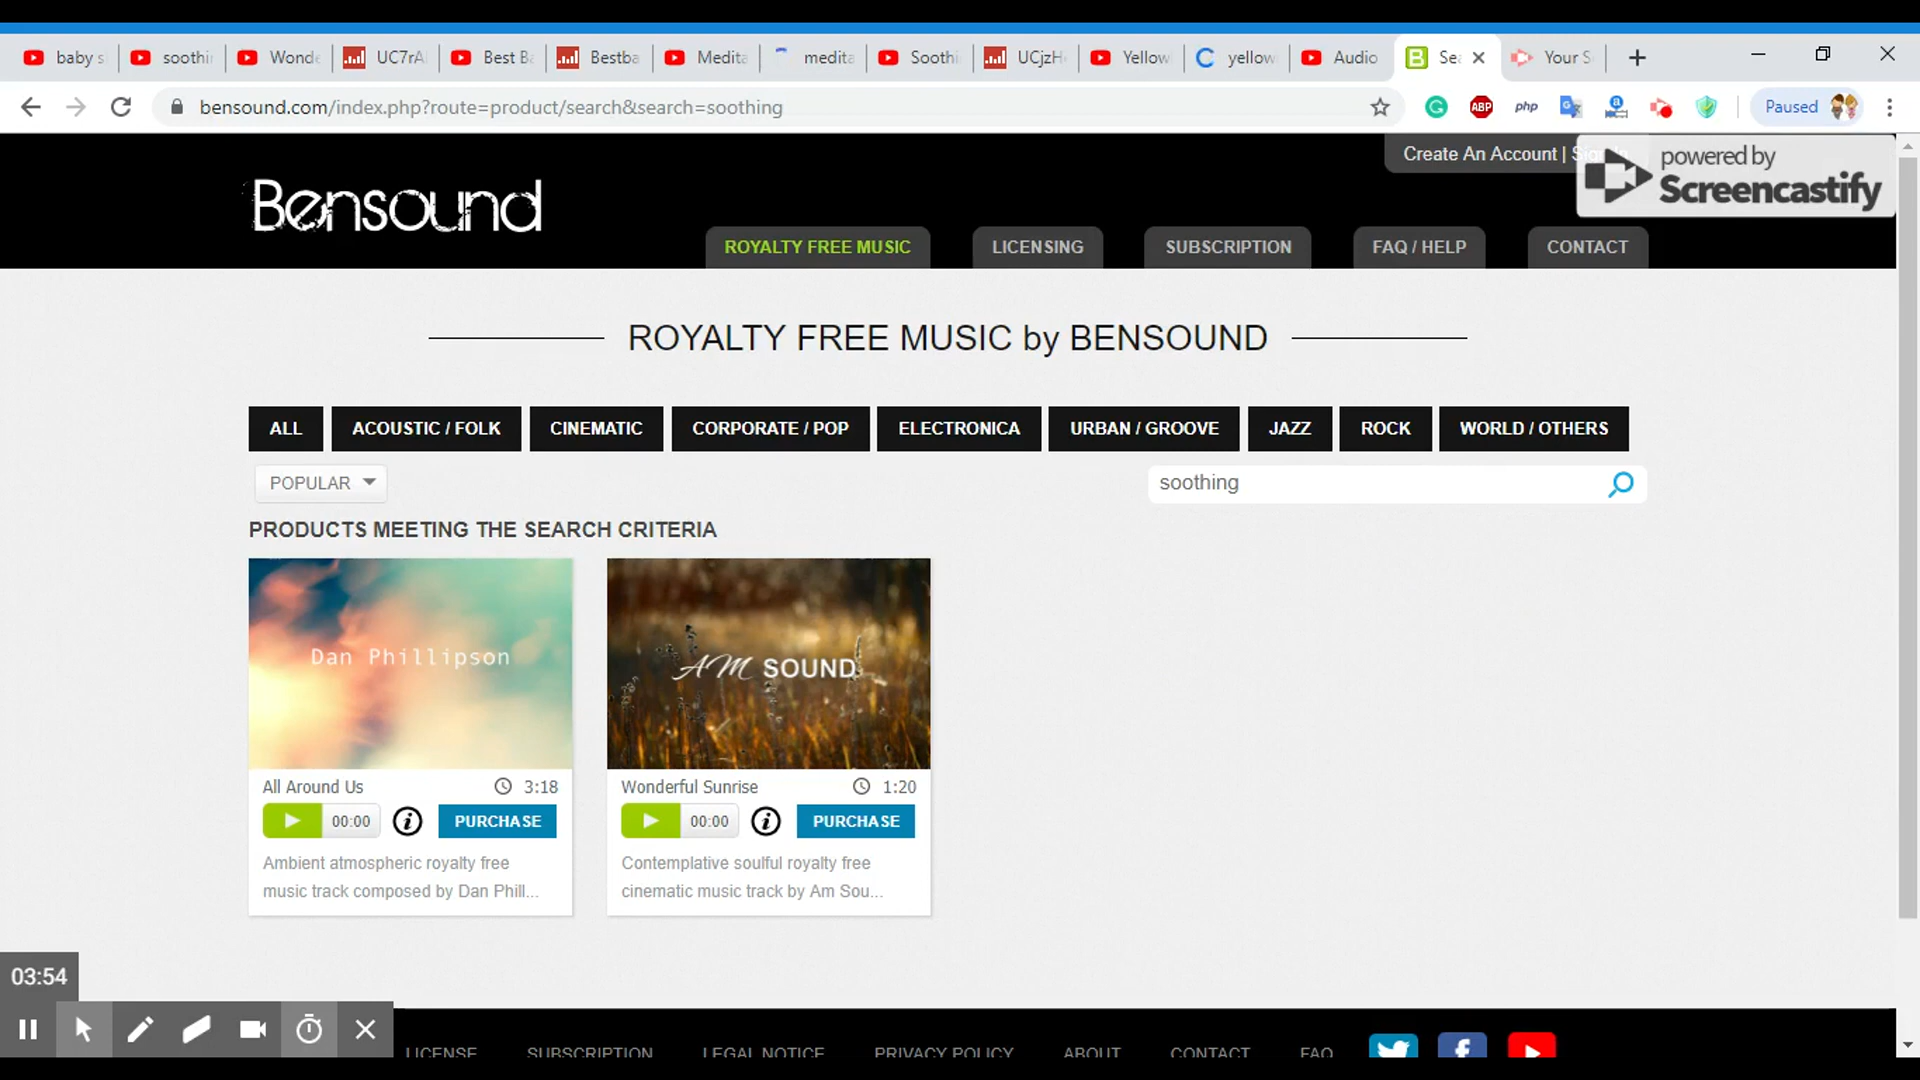 baby s
soothi
Wonde
UC7rA
Best Ba
Bestba
Medita
medita
Soothi
UCjzH
Yellow
yellow
Audio
Sea
Your S
bensound.com/index.php?route=product/search&search=soothing
ABP
php
Paused
Create An Account | Sign In
powered by
Screencastify
Bensound
ROYALTY FREE MUSIC
LICENSING
SUBSCRIPTION
FAQ / HELP
CONTACT
ROYALTY FREE MUSIC by BENSOUND
ALL
ACOUSTIC / FOLK
CINEMATIC
CORPORATE / POP
ELECTRONICA
URBAN / GROOVE
JAZZ
ROCK
WORLD / OTHERS
POPULAR
soothing
PRODUCTS MEETING THE SEARCH CRITERIA
Dan Phillipson
AM SOUND
All Around Us
3:18
Wonderful Sunrise
1:20
00:00
PURCHASE
00:00
PURCHASE
Ambient atmospheric royalty free
music track composed by Dan Phill...
Contemplative soulful royalty free
cinematic music track by Am Sou...
03:54
LICENSE
SUBSCRIPTION
LEGAL NOTICE
PRIVACY POLICY
ABOUT
CONTACT
FAQ